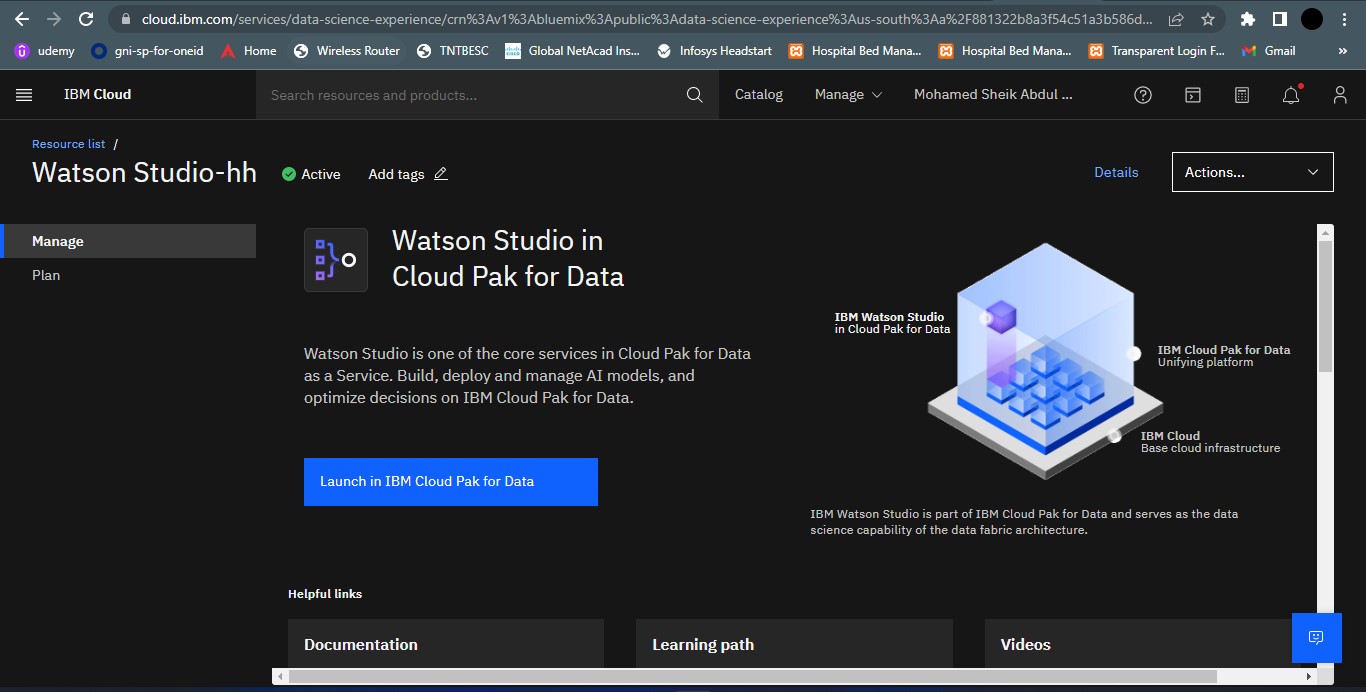 cloud.ibm.com/services/data-science-experience/crn%3Av1%3Abluemix%3Apublic%3Adata-science-experience%3Aus-south%3Aa%2F881322b8a3f54c51a3b586d...
udemy gni-sp-for-oneid Home Wireless Router TNTBESC Global NetAcad Ins... Infosys Headstart Hospital Bed Mana... Hospital Bed Mana... Transparent Login F... Gmail »
IBM Cloud Search resources and products... Catalog Manage Mohamed Sheik Abdul ...
Resource list /
Watson Studio-hh Active Add tags Details Actions...
Manage
Plan
Watson Studio in
Cloud Pak for Data
Watson Studio is one of the core services in Cloud Pak for Data
as a Service. Build, deploy and manage AI models, and
optimize decisions on IBM Cloud Pak for Data.
Launch in IBM Cloud Pak for Data
IBM Watson Studio
in Cloud Pak for Data
IBM Cloud Pak for Data
Unifying platform
IBM Cloud
Base cloud infrastructure
IBM Watson Studio is part of IBM Cloud Pak for Data and serves as the data
science capability of the data fabric architecture.
Helpful links
Documentation Learning path Videos